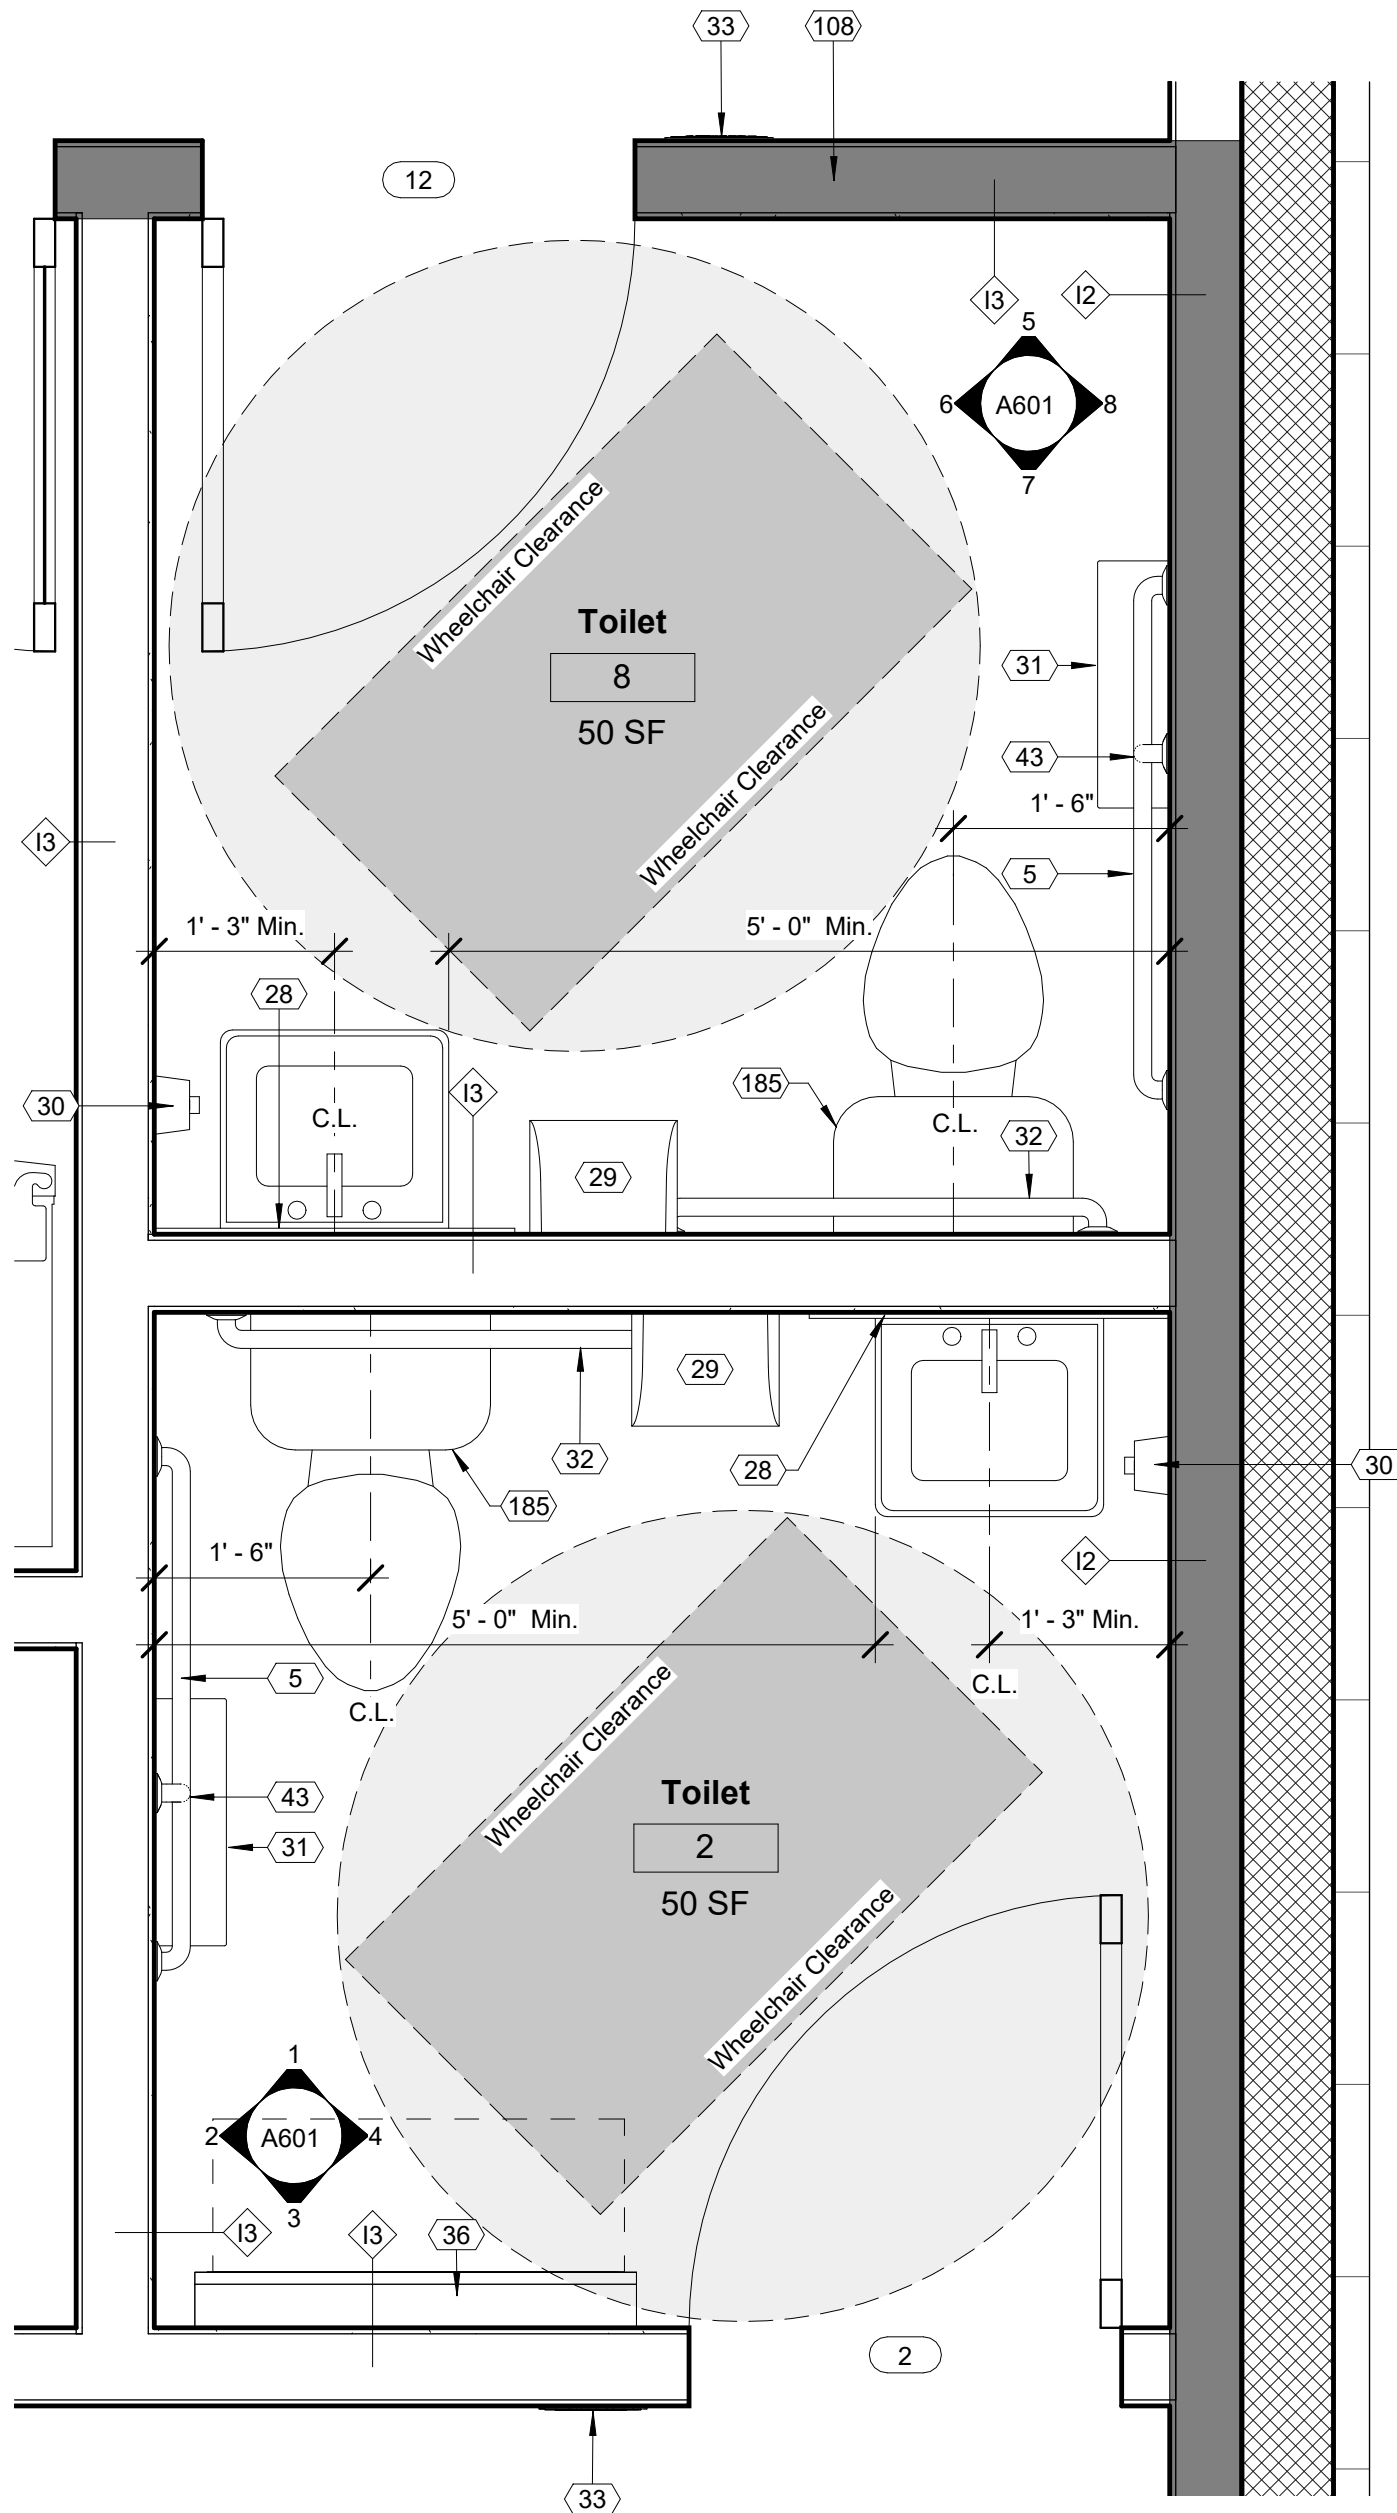 33
108
12
I3
I2
5
6
A601
8
7
Wheelchair Clearance
Toilet
8
50 SF
Wheelchair Clearance
31
43
1' - 6"
I3
5
1' - 3" Min.
5' - 0"  Min.
28
30
I3
185
C.L.
C.L.
32
29
29
32
28
30
185
1' - 6"
I2
5' - 0"  Min.
1' - 3" Min.
5
C.L.
C.L.
Wheelchair Clearance
43
Toilet
31
2
50 SF
Wheelchair Clearance
1
2
A601
4
3
I3
I3
36
2
33